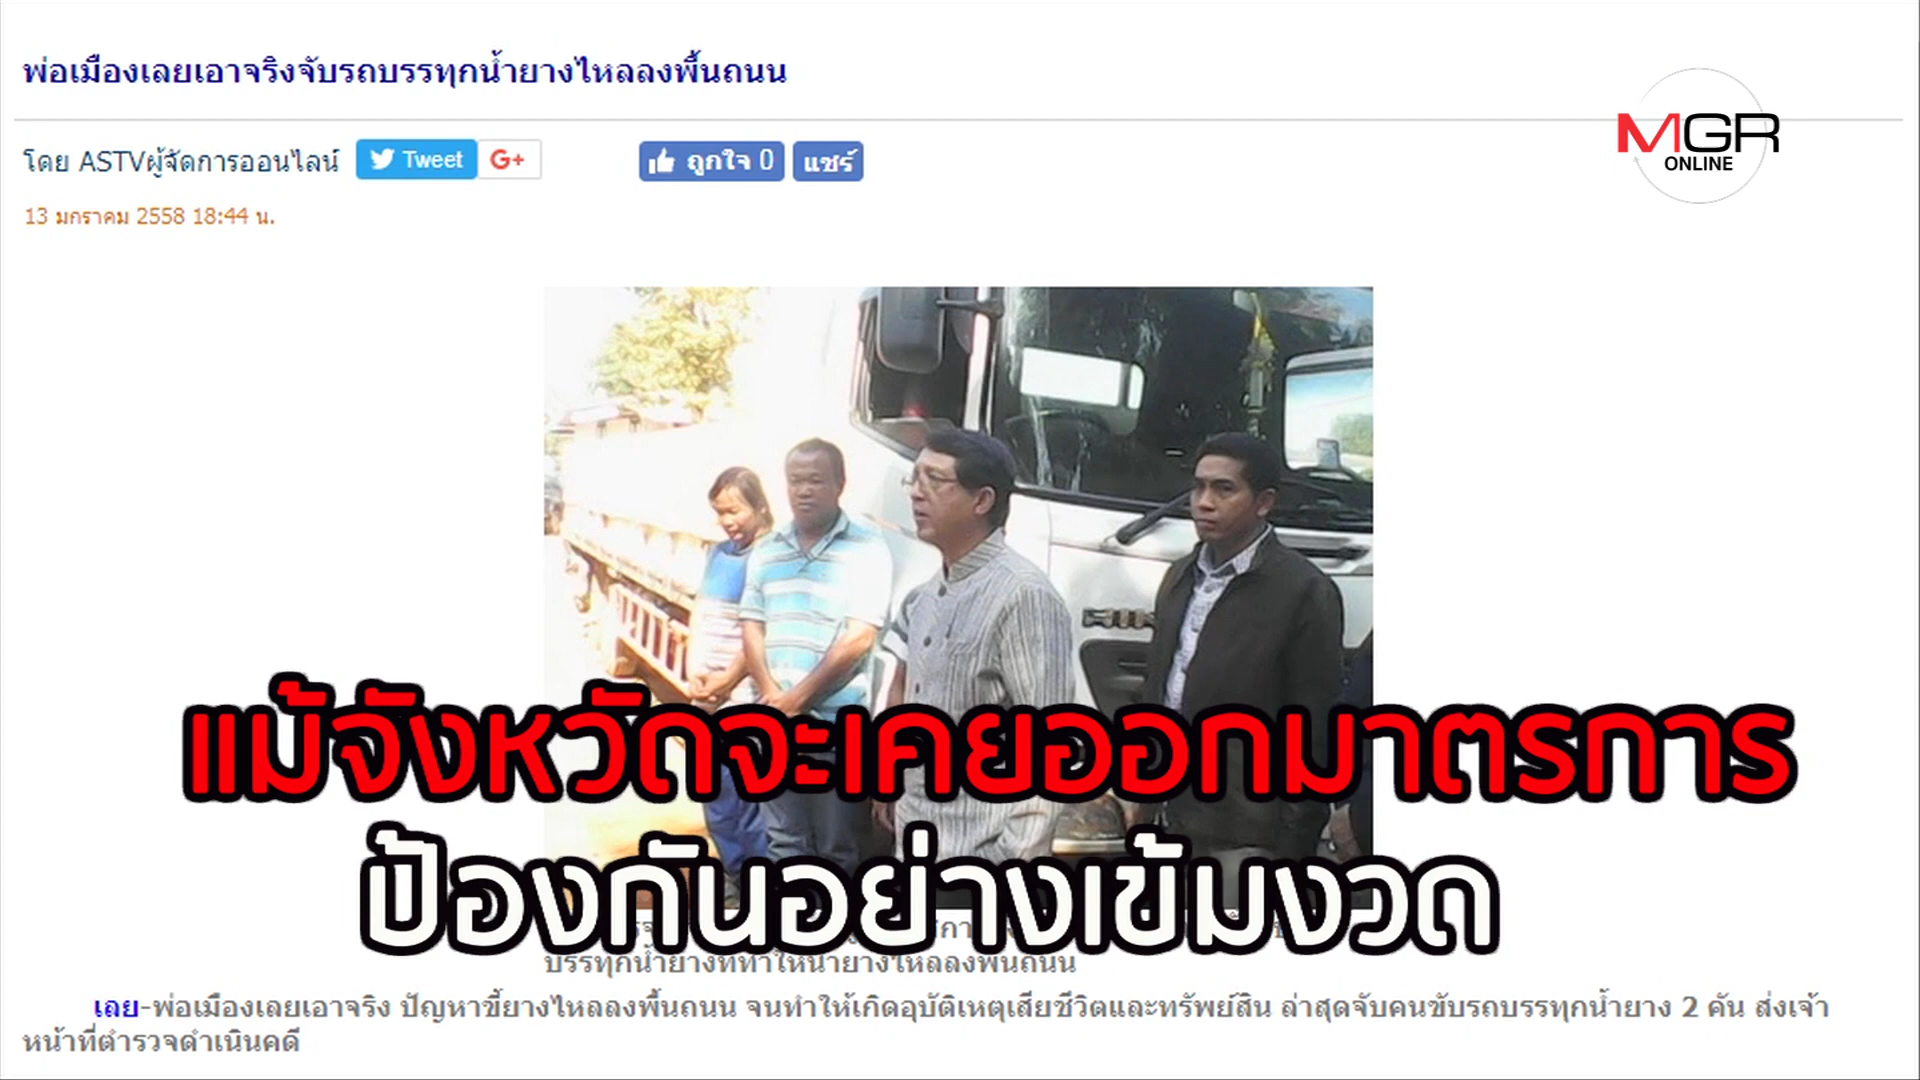 พ่อเมืองเลยเอาจริงจับรถบรรทุกน้ำยางไหลลงพื้นถนน
MGR
ONLINE
โดย ASTVผู้จัดการออนไลน์ Tweet G+ ถูกใจ 0 แชร์
13 มกราคม 2558 18:44 น.
แม้จังหวัดจะเคยออกมาตรการ
ป้องกันอย่างเข้มงวด
บรรทุกน้ำยางที่ทำให้น้ำยางไหลลงพื้นถนน
เลย-พ่อเมืองเลยเอาจริง ปัญหาขี้ยางไหลลงพื้นถนน จนทำให้เกิดอุบัติเหตุเสียชีวิตและทรัพย์สิน ล่าสุดจับคนขับรถบรรทุกน้ำยาง 2 คัน ส่งเจ้า
หน้าที่ตำรวจดำเนินคดี